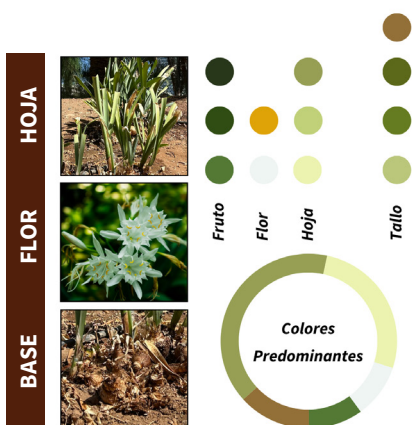 HOJA
FLOR
BASE
Fruto
Flor
Hoja
Tallo
Colores
Predominantes